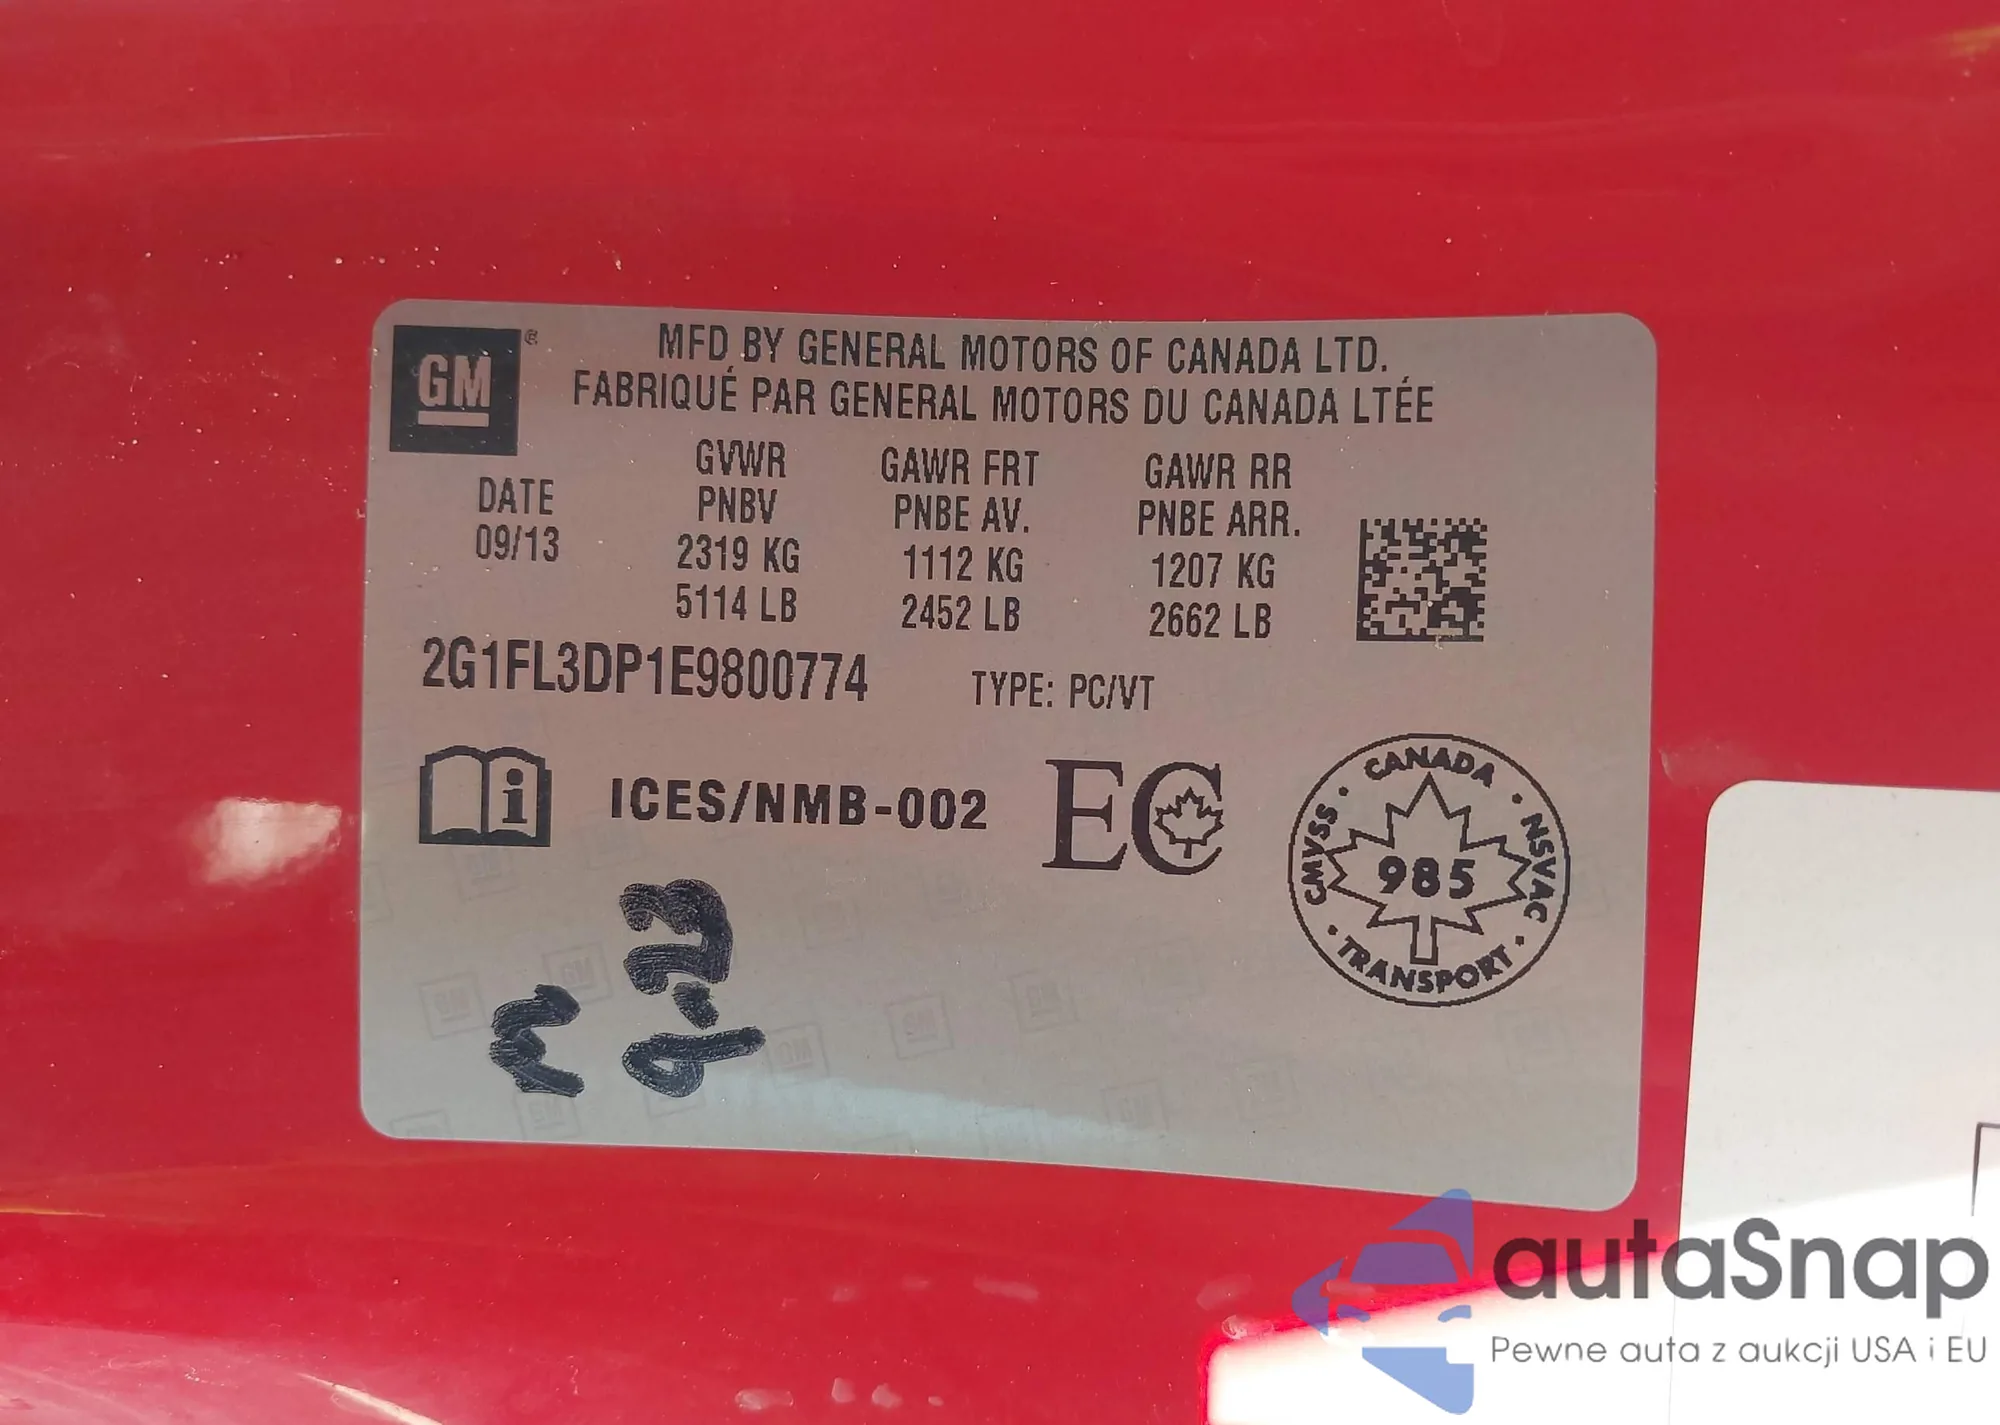 GM ®
MFD BY GENERAL MOTORS OF CANADA LTD.
FABRIQUÉ PAR GENERAL MOTORS DU CANADA LTÉE
DATE
09/13
GVWR
PNBV
2319 KG
5114 LB
GAWR FRT
PNBE AV.
1112 KG
2452 LB
GAWR RR
PNBE ARR.
1207 KG
2662 LB
2G1FL3DP1E9800774 TYPE: PC/VT
i ICES/NMB-002 EC
CANADA · NSVAC · TRANSPORT · CMVSS ·
985
autaSnap
Pewne auta z aukcji USA i EU